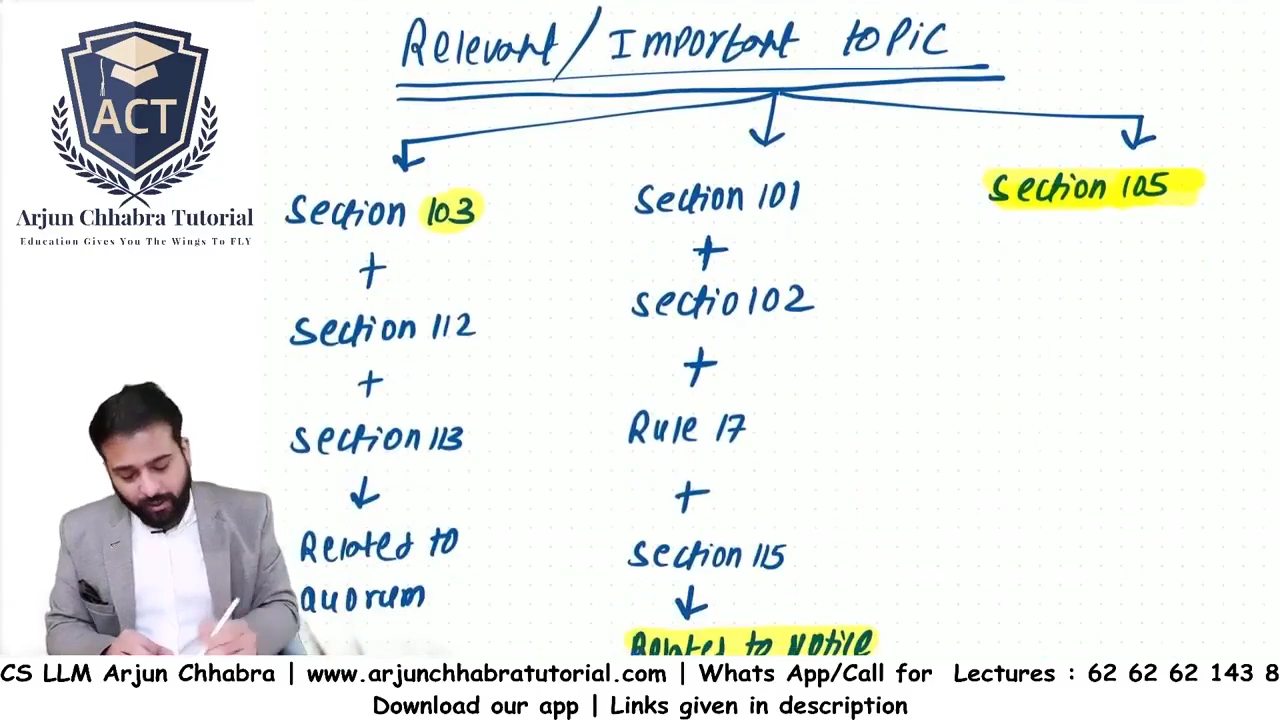 Relevant/Important topic
ACT
Arjun Chhabra Tutorial
Education Gives You The Wings To FLY
Section 103
+
Section 112
+
Section 113
Related to
quorum
Section 101
+
Sectio 102
+
Rule 17
+
Section 115
Related to Notice
Section 105
CS LLM Arjun Chhabra | www.arjunchhabratutorial.com | Whats App/Call for Lectures : 62 62 62 143 8
Download our app | Links given in description